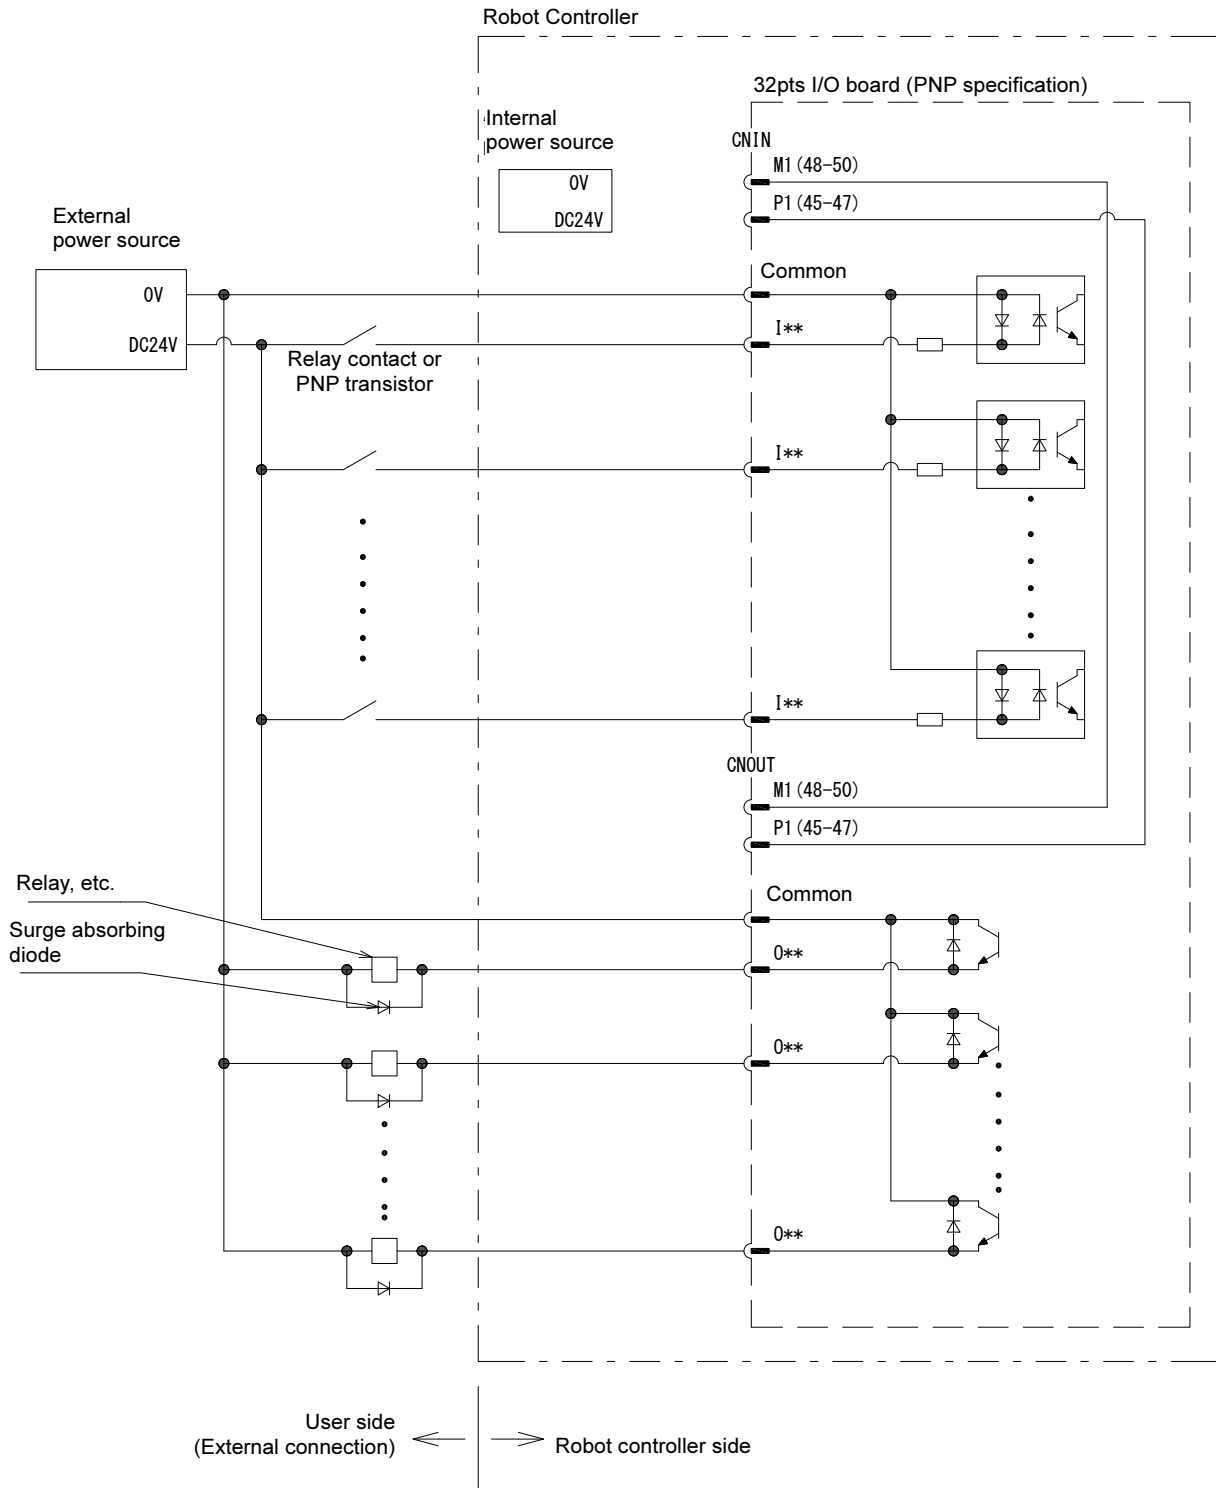 Robot Controller
32pts I/O board (PNP specification)
Internal
power source
0V
DC24V
CNIN
M1(48-50)
P1(45-47)
External
power source
0V
DC24V
Common
I**
Relay contact or
PNP transistor
I**
I**
CNOUT
M1(48-50)
P1(45-47)
Relay, etc.
Common
Surge absorbing
diode
O**
O**
O**
User side
(External connection)
Robot controller side